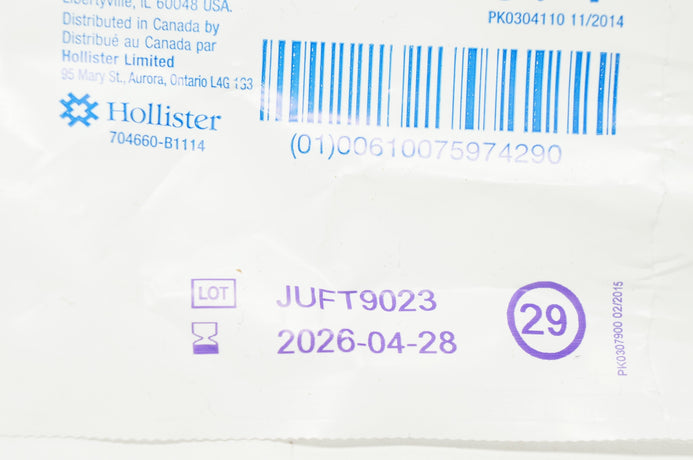 Libertyville, IL 60048 USA.
Distributed in Canada by
Distribué au Canada par
Hollister Limited
95 Mary St., Aurora, Ontario L4G 1G3
Hollister
704660-B1114
PK0304110 11/2014
(01)00610075974290
LOT JUFT9023
2026-04-28
29
PK0307900 02/2015